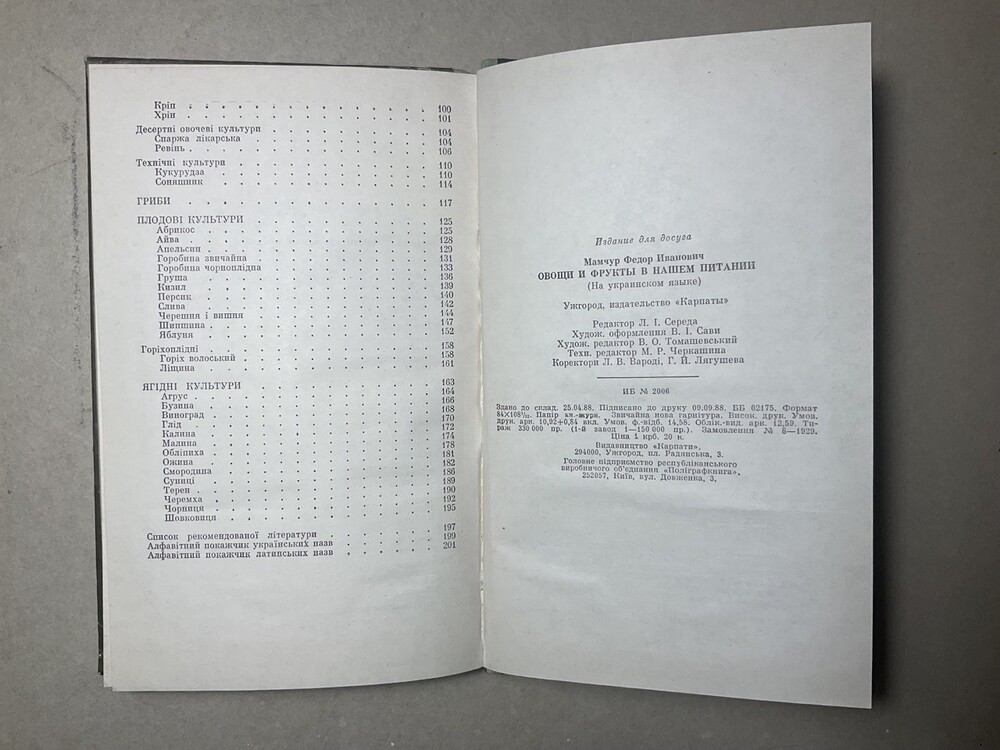 Кріп . . . . . . . . . . . . 100
Хрін . . . . . . . . . . . . 101
Десертні овочеві культури . . . . . . . . 104
Спаржа лікарська . . . . . . . . . 104
Ревінь . . . . . . . . . . . . 106
Технічні культури . . . . . . . . . 110
Кукурудза . . . . . . . . . . 110
Соняшник . . . . . . . . . . 114
ГРИБИ . . . . . . . . . . . 117
ПЛОДОВІ КУЛЬТУРИ . . . . . . . . 125
Абрикос . . . . . . . . . . . 125
Айва . . . . . . . . . . . . 128
Апельсин . . . . . . . . . . . 129
Горобина звичайна . . . . . . . . 131
Горобина чорноплідна . . . . . . . . 133
Груша . . . . . . . . . . . 136
Кизил . . . . . . . . . . . 139
Персик . . . . . . . . . . . 140
Слива . . . . . . . . . . . 142
Черешня і вишня . . . . . . . . . 144
Шипшина . . . . . . . . . . . 147
Яблуня . . . . . . . . . . . 152
Горіхоплідні . . . . . . . . . . 158
Горіх волоський . . . . . . . . . 158
Ліщина . . . . . . . . . . . 161
ЯГІДНІ КУЛЬТУРИ . . . . . . . . . 163
Агрус . . . . . . . . . . . 164
Бузина . . . . . . . . . . . 166
Виноград . . . . . . . . . . 168
Глід . . . . . . . . . . . 170
Калина . . . . . . . . . . . 172
Малина . . . . . . . . . . . 174
Обліпиха . . . . . . . . . . 178
Ожина . . . . . . . . . . . 181
Смородина . . . . . . . . . . 182
Суниці . . . . . . . . . . . 186
Терен . . . . . . . . . . . 189
Черемха . . . . . . . . . . . 190
Чорниця . . . . . . . . . . . 192
Шовковиця . . . . . . . . . . 195
Список рекомендованої літератури . . . . . . 197
Алфавітний покажчик українських назв . . . . . 199
Алфавітний покажчик латинських назв . . . . . 201
Издание для досуга
Мамчур Федор Иванович
ОВОЩИ И ФРУКТЫ В НАШЕМ ПИТАНИИ
(На украинском языке)
Ужгород, издательство «Карпаты»
Редактор Л. І. Середа
Худож. оформлення В. І. Сави
Худож. редактор В. О. Томашевський
Техн. редактор М. Р. Черкашина
Коректори Л. В. Вароді, Г. Й. Лягушева
ИБ № 2006
Здано до склад. 25.04.88. Підписано до друку 09.09.88. ББ 02175. Формат
84×108¹/₃₂. Папір кн.-журн. Звичайна нова гарнітура. Висок. друк. Умов.
друк. арк. 10,92+0,84 вкл. Умов. ф.-відб. 14,58. Облік.-вид. арк. 12,59. Ти-
раж 330 000 пр. (1-й завод 1—150 000 пр.). Замовлення № 8—1929.
Ціна 1 крб. 20 к.
Видавництво «Карпати»,
294000, Ужгород, пл. Радянська, 3.
Головне підприємство республіканського
виробничого об'єднання «Поліграфкнига»,
252057, Київ, вул. Довженка, 3.